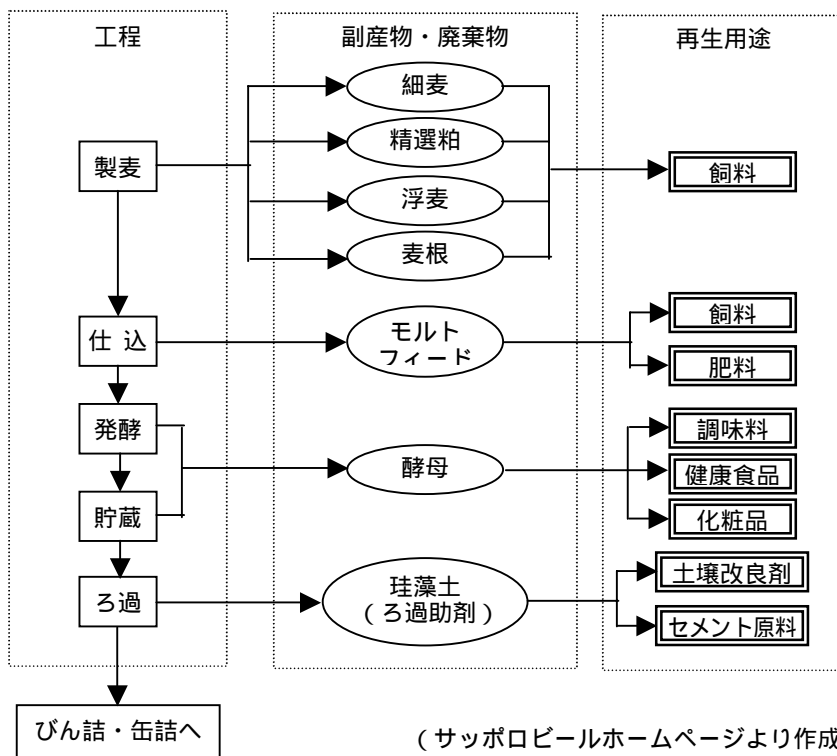 工程
副産物・廃棄物
再生用途
製麦
細麦
精選粕
浮麦
麦根
飼料
仕 込
モルト
フィード
飼料
肥料
発酵
貯蔵
酵母
調味料
健康食品
化粧品
ろ過
珪藻土
(ろ過助剤)
土壌改良剤
セメント原料
びん詰・缶詰へ
(サッポロビールホームページより作成